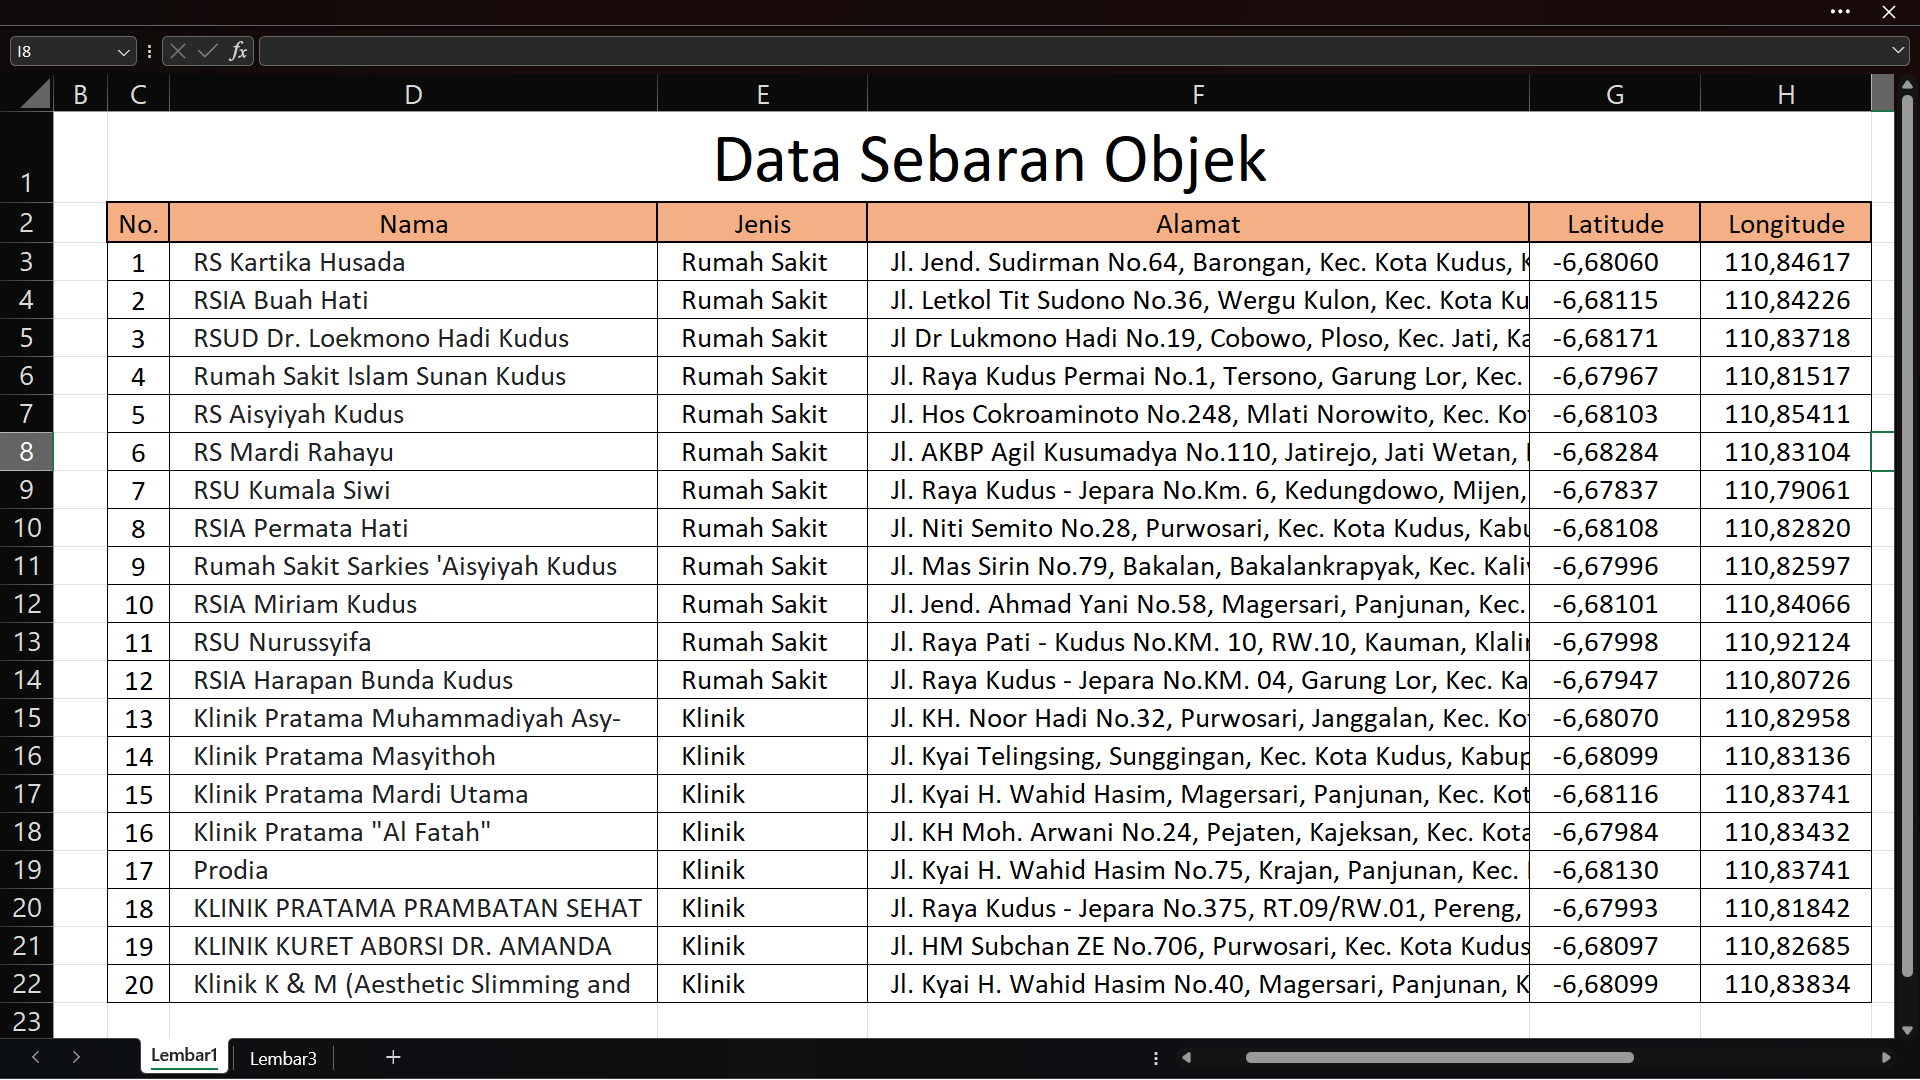 I8 fx
B C D E F G H
1 Data Sebaran Objek
2 No. Nama Jenis Alamat Latitude Longitude
3 1 RS Kartika Husada Rumah Sakit Jl. Jend. Sudirman No.64, Barongan, Kec. Kota Kudus, -6,68060 110,84617
4 2 RSIA Buah Hati Rumah Sakit Jl. Letkol Tit Sudono No.36, Wergu Kulon, Kec. Kota Ku -6,68115 110,84226
5 3 RSUD Dr. Loekmono Hadi Kudus Rumah Sakit Jl Dr Lukmono Hadi No.19, Cobowo, Ploso, Kec. Jati, Ka -6,68171 110,83718
6 4 Rumah Sakit Islam Sunan Kudus Rumah Sakit Jl. Raya Kudus Permai No.1, Tersono, Garung Lor, Kec. -6,67967 110,81517
7 5 RS Aisyiyah Kudus Rumah Sakit Jl. Hos Cokroaminoto No.248, Mlati Norowito, Kec. Kot -6,68103 110,85411
8 6 RS Mardi Rahayu Rumah Sakit Jl. AKBP Agil Kusumadya No.110, Jatirejo, Jati Wetan, -6,68284 110,83104
9 7 RSU Kumala Siwi Rumah Sakit Jl. Raya Kudus - Jepara No.Km. 6, Kedungdowo, Mijen, -6,67837 110,79061
10 8 RSIA Permata Hati Rumah Sakit Jl. Niti Semito No.28, Purwosari, Kec. Kota Kudus, Kabu -6,68108 110,82820
11 9 Rumah Sakit Sarkies 'Aisyiyah Kudus Rumah Sakit Jl. Mas Sirin No.79, Bakalan, Bakalankrapyak, Kec. Kaliw -6,67996 110,82597
12 10 RSIA Miriam Kudus Rumah Sakit Jl. Jend. Ahmad Yani No.58, Magersari, Panjunan, Kec. -6,68101 110,84066
13 11 RSU Nurussyifa Rumah Sakit Jl. Raya Pati - Kudus No.KM. 10, RW.10, Kauman, Klalin -6,67998 110,92124
14 12 RSIA Harapan Bunda Kudus Rumah Sakit Jl. Raya Kudus - Jepara No.KM. 04, Garung Lor, Kec. Ka -6,67947 110,80726
15 13 Klinik Pratama Muhammadiyah Asy- Klinik Jl. KH. Noor Hadi No.32, Purwosari, Janggalan, Kec. Kot -6,68070 110,82958
16 14 Klinik Pratama Masyithoh Klinik Jl. Kyai Telingsing, Sunggingan, Kec. Kota Kudus, Kabup -6,68099 110,83136
17 15 Klinik Pratama Mardi Utama Klinik Jl. Kyai H. Wahid Hasim, Magersari, Panjunan, Kec. Kot -6,68116 110,83741
18 16 Klinik Pratama "Al Fatah" Klinik Jl. KH Moh. Arwani No.24, Pejaten, Kajeksan, Kec. Kota -6,67984 110,83432
19 17 Prodia Klinik Jl. Kyai H. Wahid Hasim No.75, Krajan, Panjunan, Kec. -6,68130 110,83741
20 18 KLINIK PRATAMA PRAMBATAN SEHAT Klinik Jl. Raya Kudus - Jepara No.375, RT.09/RW.01, Pereng, -6,67993 110,81842
21 19 KLINIK KURET AB0RSI DR. AMANDA Klinik Jl. HM Subchan ZE No.706, Purwosari, Kec. Kota Kudus -6,68097 110,82685
22 20 Klinik K & M (Aesthetic Slimming and Klinik Jl. Kyai H. Wahid Hasim No.40, Magersari, Panjunan, K -6,68099 110,83834
23
Lembar1 Lembar3